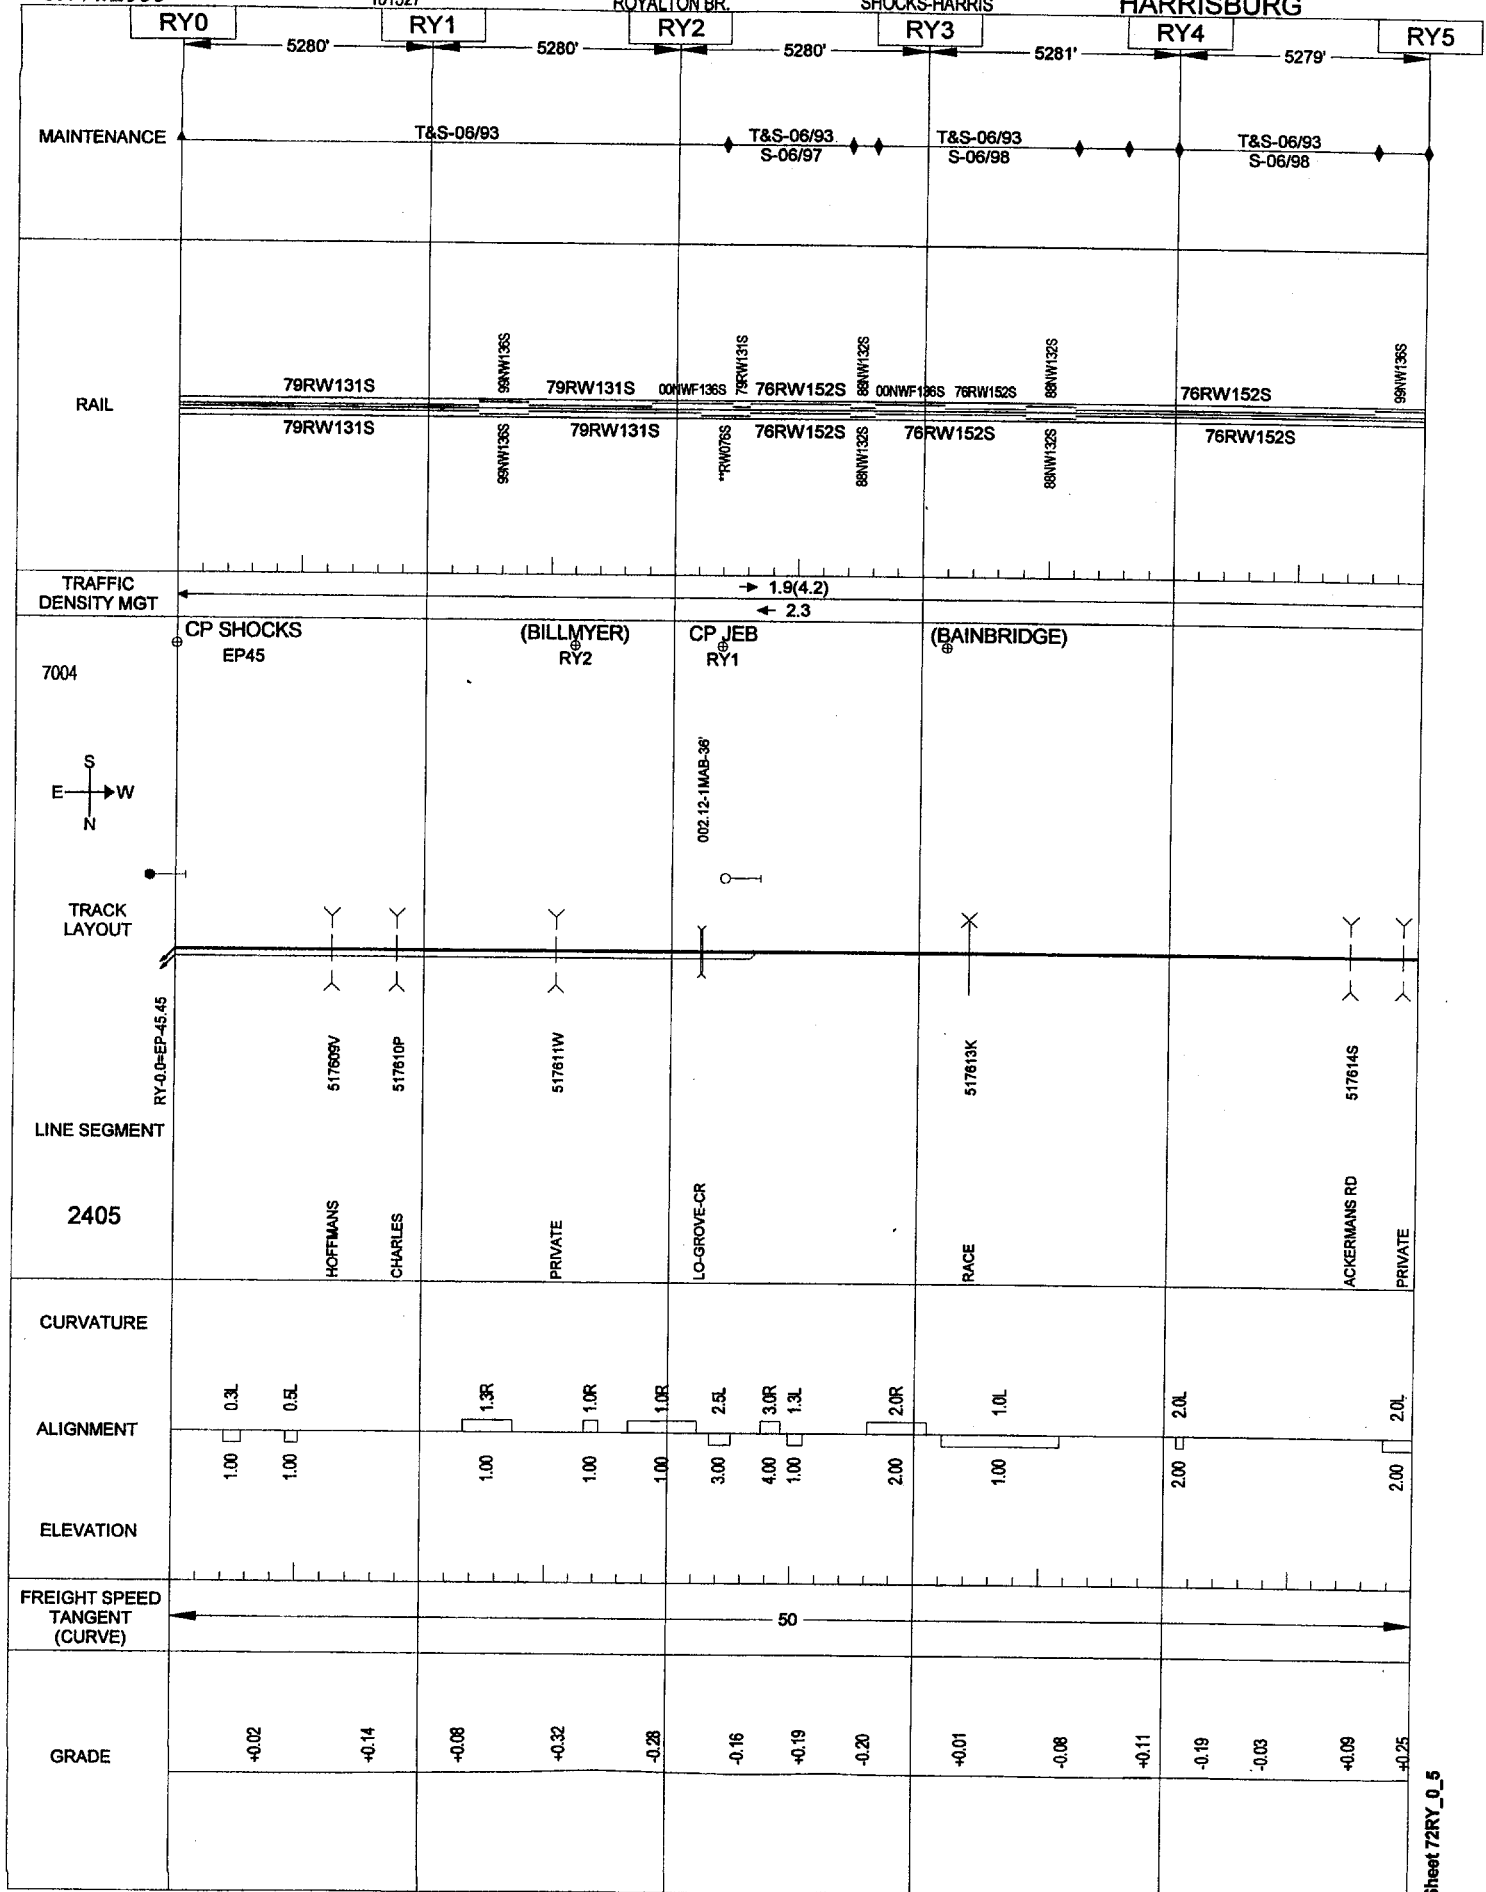 ROYALTON BR.
SHOCKS-HARRIS
HARRISBURG
RY0 RY1 RY2 RY3 RY4 RY5
5280' 5280' 5280' 5281' 5279'
MAINTENANCE
T&S-06/93 T&S-06/93 T&S-06/93 T&S-06/93
S-06/97 S-06/98 S-06/98
99NW136S 79RW131S 88NW132S 88NW132S 99NW136S
79RW131S 79RW131S 00NWF136S 76RW152S 00NWF136S 76RW152S 76RW152S
RAIL
79RW131S 79RW131S 76RW152S 76RW152S 76RW152S
99NW136S **RW076S 88NW132S 88NW132S
TRAFFIC
DENSITY MGT
1.9(4.2)
2.3
CP SHOCKS (BILLMYER) CP JEB (BAINBRIDGE)
EP45 RY2 RY1
7004
S
E W
N
002.12-1MAB-36'
TRACK
LAYOUT
RY-0.0=EP-45.45
517609V 517610P 517611W 517613K 517614S
LINE SEGMENT
2405
HOFFMANS CHARLES PRIVATE LO-GROVE-CR RACE ACKERMANS RD PRIVATE
CURVATURE
0.3L 0.5L 1.3R 1.0R 1.0R 2.5L 3.0R 1.3L 2.0R 1.0L 2.0L 2.0L
ALIGNMENT
1.00 1.00 1.00 1.00 1.00 3.00 4.00 1.00 2.00 1.00 2.00 2.00
ELEVATION
FREIGHT SPEED
TANGENT
(CURVE)
50
GRADE
+0.02 +0.14 +0.08 +0.32 -0.28 -0.16 +0.19 -0.20 +0.01 -0.08 +0.11 -0.19 -0.03 +0.09 +0.25
Sheet 72RY_0_5